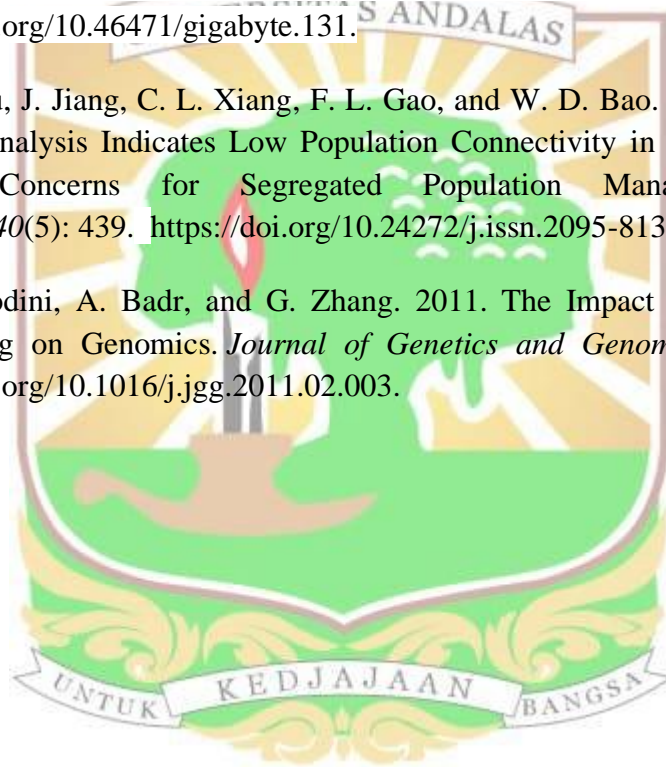 org/10.46471/gigabyte.131.
S ANDALAS
u, J. Jiang, C. L. Xiang, F. L. Gao, and W. D. Bao.
nalysis Indicates Low Population Connectivity in
Concerns for Segregated Population Mana
40(5): 439. https://doi.org/10.24272/j.issn.2095-813
odini, A. Badr, and G. Zhang. 2011. The Impact
g on Genomics. Journal of Genetics and Genom
org/10.1016/j.jgg.2011.02.003.
UNTUK KEDJAJAAN BANGSA